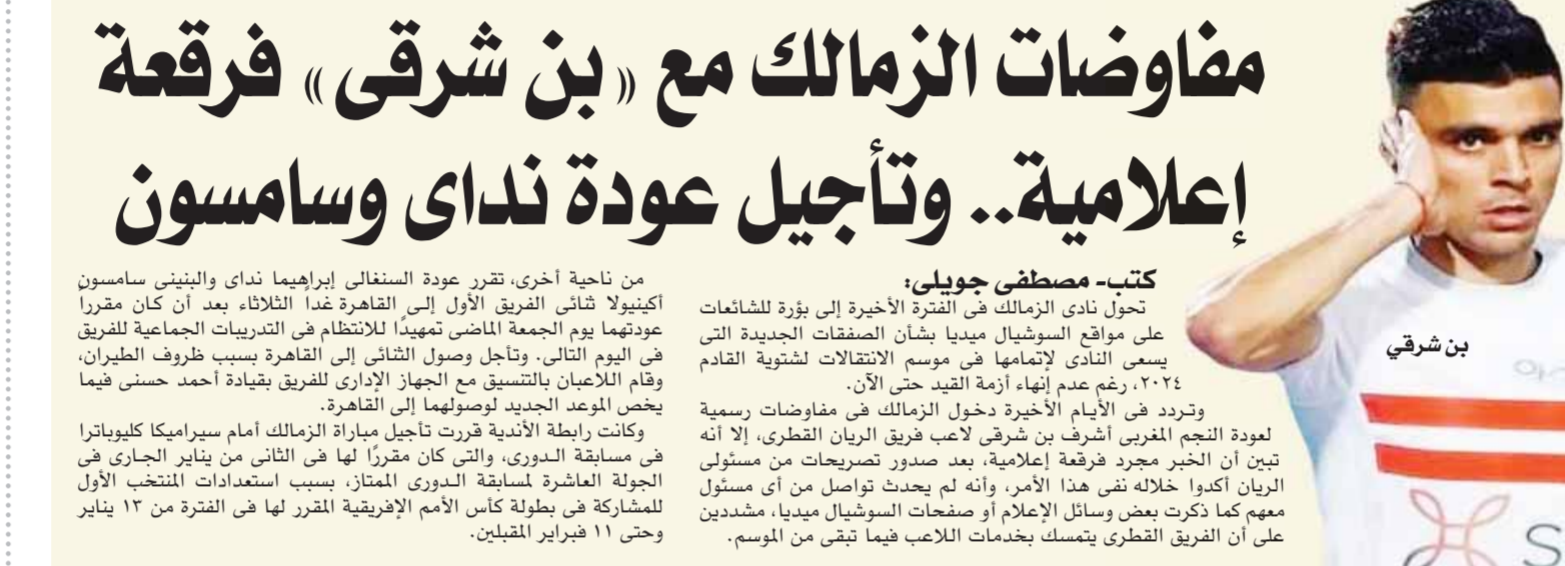 مفاوضات الزمالك مع «بن شرقى» فرقعة
إعلامية.. وتأجيل عودة نداى وسامسون
كتب- مصطفى جويلى:
تحول نادى الزمالك فى الفترة الأخيرة إلى بؤرة للشائعات
على مواقع السوشيال ميديا بشأن الصفقات الجديدة التى
يسعى النادى لإتمامها فى موسم الانتقالات لشتوية القادم
٢٠٢٤، رغم عدم إنهاء أزمة القيد حتى الآن.
وتردد فى الأيام الأخيرة دخول الزمالك فى مفاوضات رسمية
لعودة النجم المغربى أشرف بن شرقى لاعب فريق الريان القطرى، إلا أنه
تبين أن الخبر مجرد فرقعة إعلامية، بعد صدور تصريحات من مسئولى
الريان أكدوا خلاله نفى هذا الأمر، وأنه لم يحدث تواصل من أى مسئول
معهم كما ذكرت بعض وسائل الإعلام أو صفحات السوشيال ميديا، مشددين
على أن الفريق القطرى يتمسك بخدمات اللاعب فيما تبقى من الموسم.
من ناحية أخرى، تقرر عودة السنغالى إبراهيما نداى والبنينى سامسون
أكينيولا ثنائى الفريق الأول إلى القاهرة غداً الثلاثاء بعد أن كان مقرراً
عودتهما يوم الجمعة الماضى تمهيدًا للانتظام فى التدريبات الجماعية للفريق
فى اليوم التالى. وتأجل وصول الثنائى إلى القاهرة بسبب ظروف الطيران،
وقام اللاعبان بالتنسيق مع الجهاز الإدارى للفريق بقيادة أحمد حسنى فيما
يخص الموعد الجديد لوصولهما إلى القاهرة.
وكانت رابطة الأندية قررت تأجيل مباراة الزمالك أمام سيراميكا كليوباترا
فى مسابقة الدورى، والتى كان مقررًا لها فى الثانى من يناير الجارى فى
الجولة العاشرة لمسابقة الدورى الممتاز، بسبب استعدادات المنتخب الأول
للمشاركة فى بطولة كأس الأمم الإفريقية المقرر لها فى الفترة من ١٣ يناير
وحتى ١١ فبراير المقبلين.
بن شرقي
S